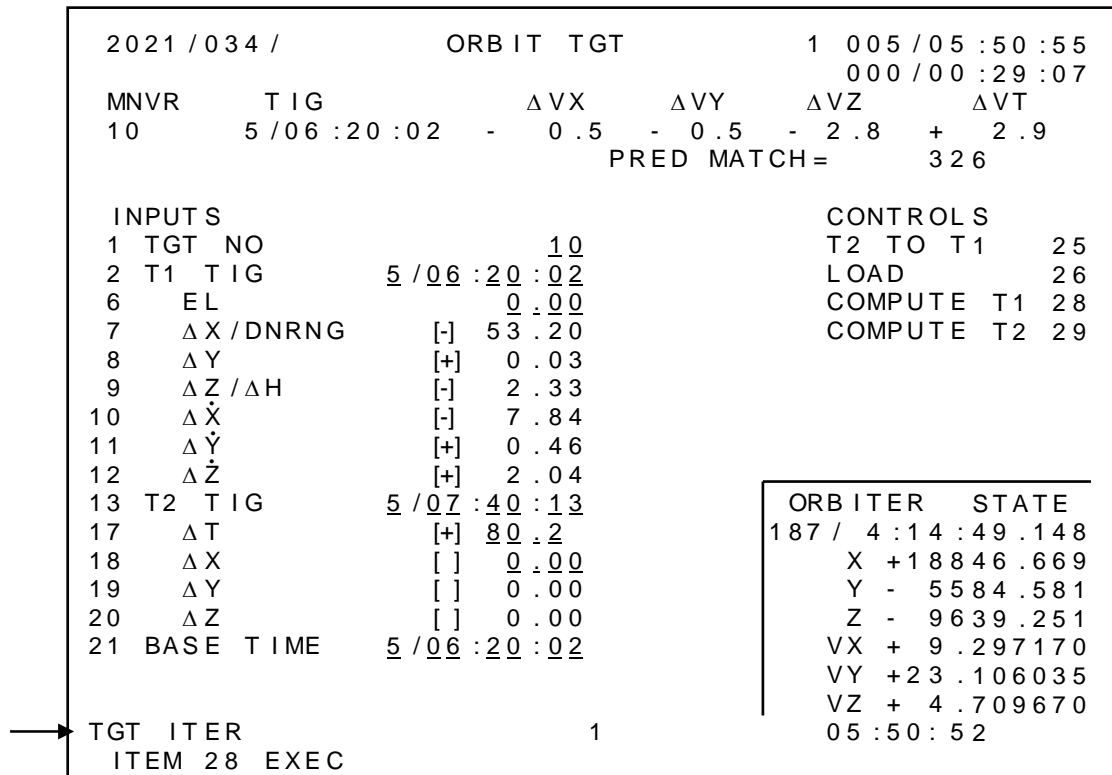 2021/034/ ORBIT TGT 1 005/05:50:55
000/00:29:07
MNVR TIG ΔVX ΔVY ΔVZ ΔVT
10 5/06:20:02 - 0.5 - 0.5 - 2.8 + 2.9
PRED MATCH= 326
INPUTS CONTROLS
1 TGT NO 10 T2 TO T1 25
2 T1 TIG 5/06:20:02 LOAD 26
6 EL 0.00 COMPUTE T1 28
7 ΔX/DNRNG [-] 53.20 COMPUTE T2 29
8 ΔY [+] 0.03
9 ΔZ/ΔH [-] 2.33
10 ΔẊ [-] 7.84
11 ΔẎ [+] 0.46
12 ΔŻ [+] 2.04
13 T2 TIG 5/07:40:13 ORBITER STATE
17 ΔT [+] 80.2 187/ 4:14:49.148
18 ΔX [ ] 0.00 X +18846.669
19 ΔY [ ] 0.00 Y - 5584.581
20 ΔZ [ ] 0.00 Z - 9639.251
21 BASE TIME 5/06:20:02 VX + 9.297170
VY +23.106035
VZ + 4.709670
TGT ITER 1 05:50:52
ITEM 28 EXEC